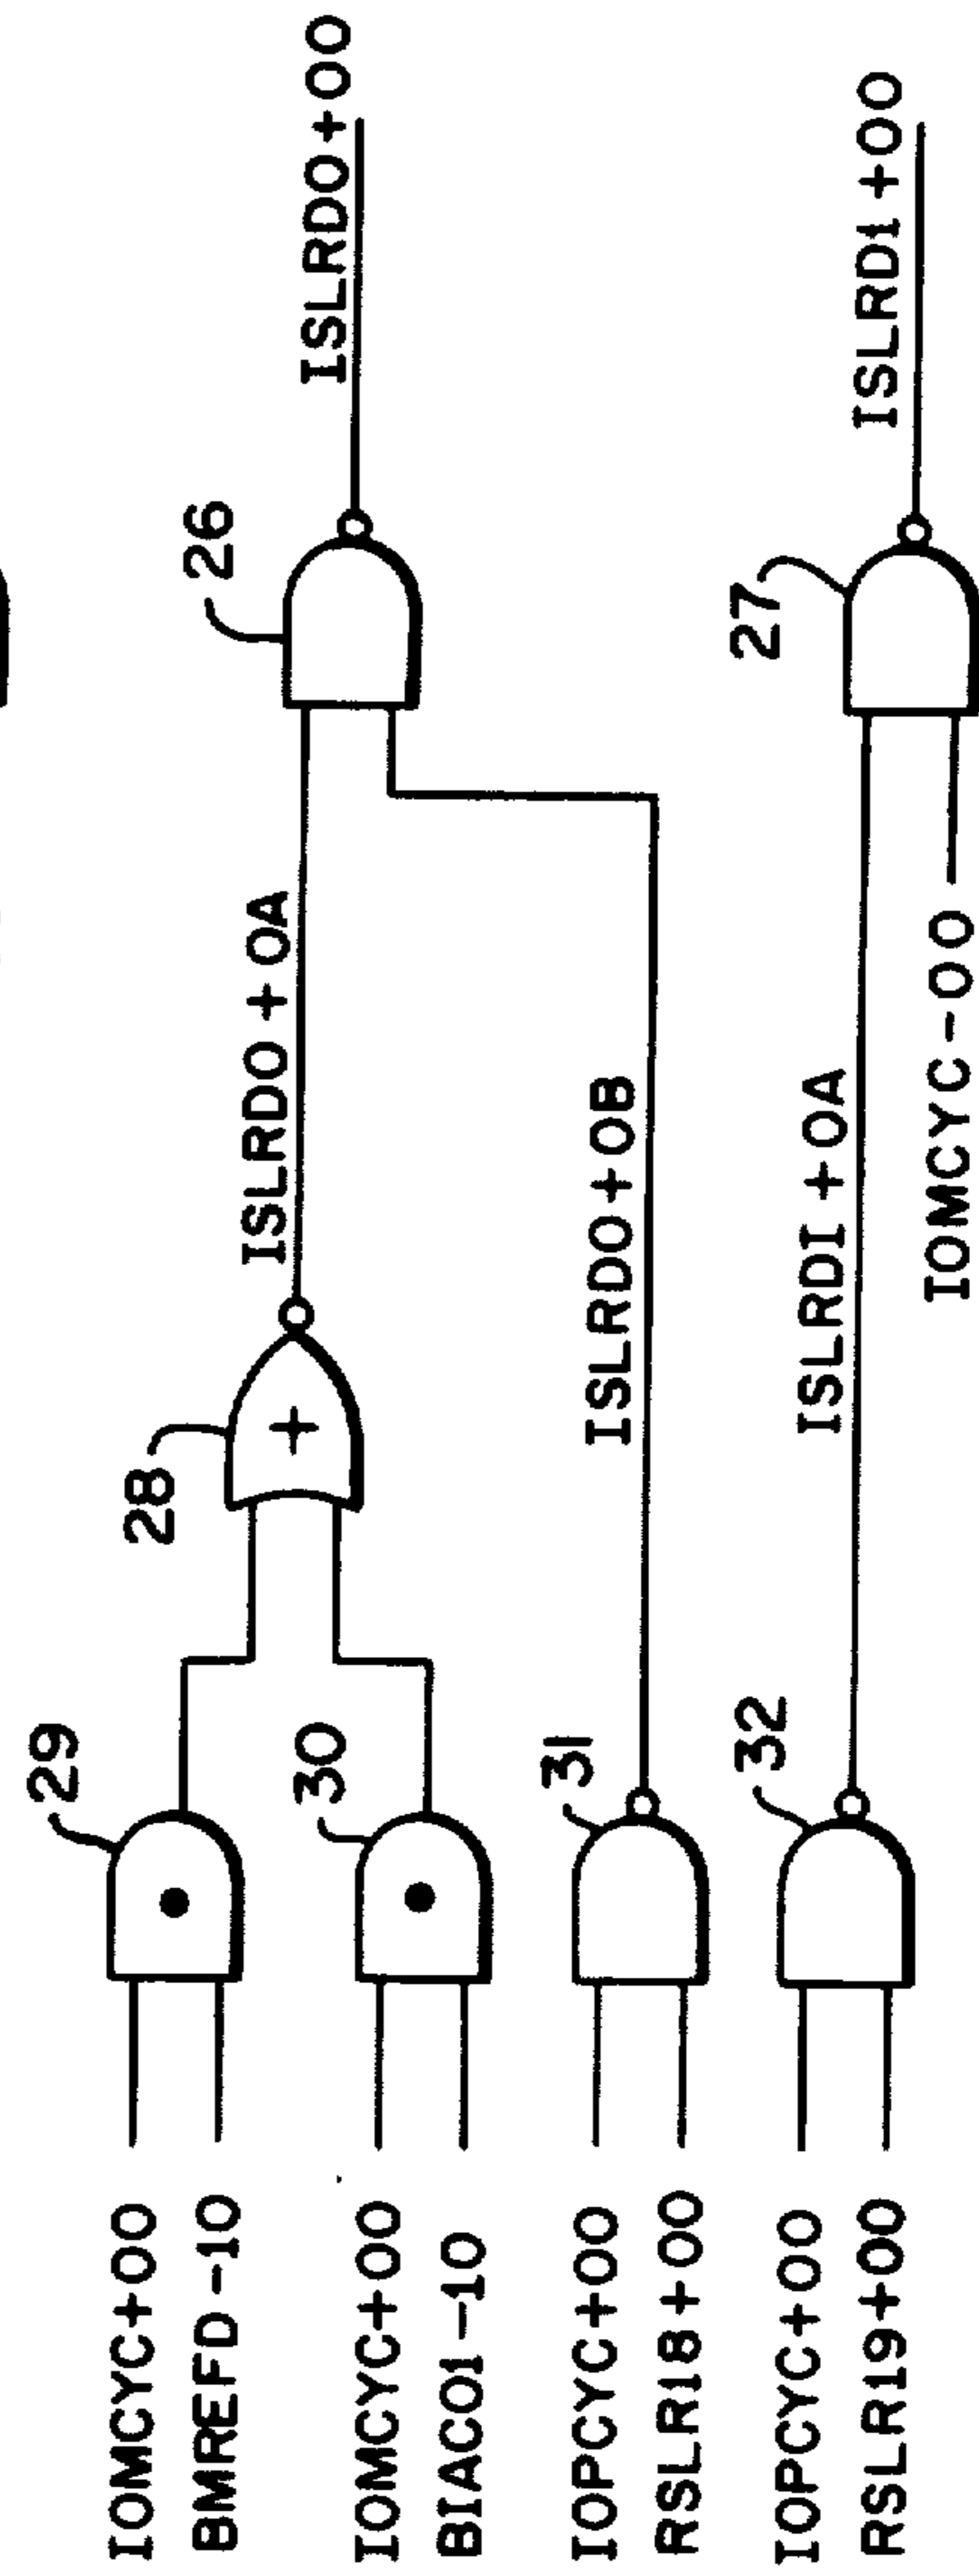 IOMCYC+00
BMREFD-10
29
IOMCYC+00
BIAC01-10
30
28
ISLRD0+0A
26
ISLRD0+00
IOPCYC+00
RSLR18+00
31
ISLRD0+0B
IOPCYC+00
RSLR19+00
32
ISLRDI+0A
IOMCYC-00
27
ISLRD1+00